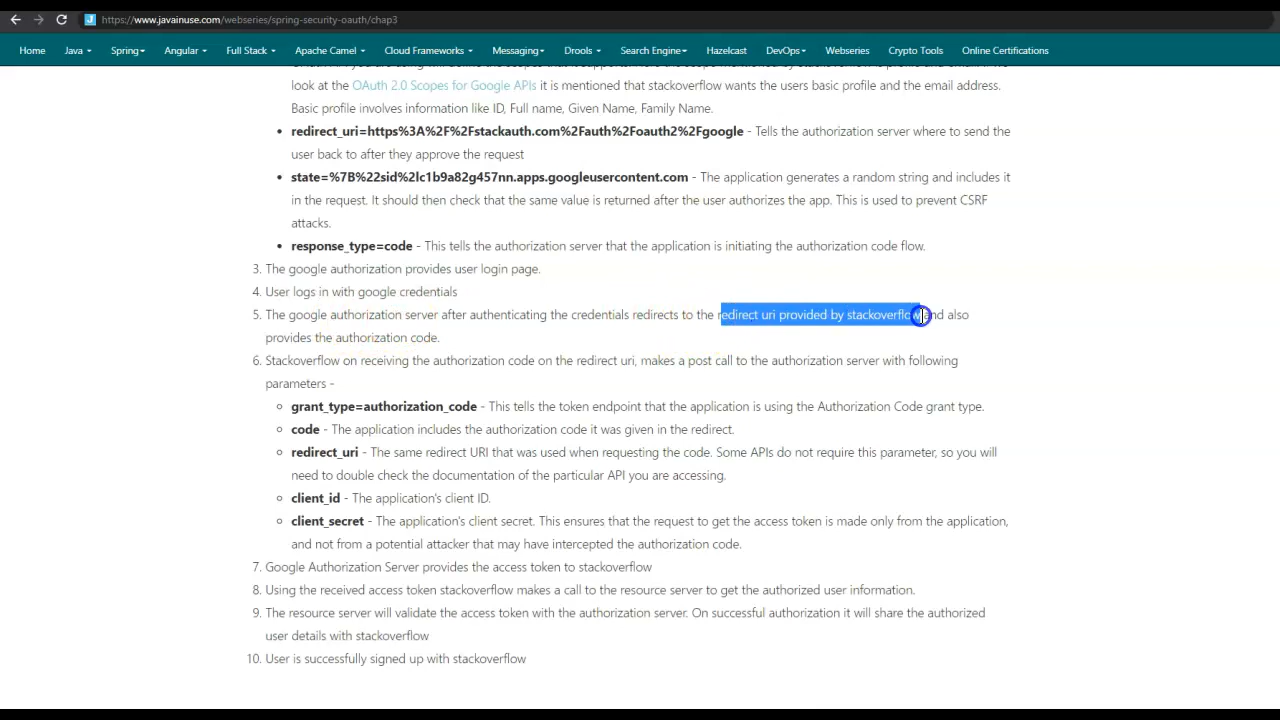 https://www.javainuse.com/webseries/spring-security-oauth/chap3
Home Java Spring Angular Full Stack Apache Camel Cloud Frameworks Messaging Drools Search Engine Hazelcast DevOps Webseries Crypto Tools Online Certifications
look at the OAuth 2.0 Scopes for Google APIs it is mentioned that stackoverflow wants the users basic profile and the email address.
Basic profile involves information like ID, Full name, Given Name, Family Name.
• redirect_uri=https%3A%2F%2Fstackauth.com%2Fauth%2Foauth2%2Fgoogle - Tells the authorization server where to send the
user back to after they approve the request
• state=%7B%22sid%2lc1b9a82g457nn.apps.googleusercontent.com - The application generates a random string and includes it
in the request. It should then check that the same value is returned after the user authorizes the app. This is used to prevent CSRF
attacks.
• response_type=code - This tells the authorization server that the application is initiating the authorization code flow.
3. The google authorization provides user login page.
4. User logs in with google credentials
5. The google authorization server after authenticating the credentials redirects to the redirect uri provided by stackoverflow and also
provides the authorization code.
6. Stackoverflow on receiving the authorization code on the redirect uri, makes a post call to the authorization server with following
parameters -
○ grant_type=authorization_code - This tells the token endpoint that the application is using the Authorization Code grant type.
○ code - The application includes the authorization code it was given in the redirect.
○ redirect_uri - The same redirect URI that was used when requesting the code. Some APIs do not require this parameter, so you will
need to double check the documentation of the particular API you are accessing.
○ client_id - The application's client ID.
○ client_secret - The application's client secret. This ensures that the request to get the access token is made only from the application,
and not from a potential attacker that may have intercepted the authorization code.
7. Google Authorization Server provides the access token to stackoverflow
8. Using the received access token stackoverflow makes a call to the resource server to get the authorized user information.
9. The resource server will validate the access token with the authorization server. On successful authorization it will share the authorized
user details with stackoverflow
10. User is successfully signed up with stackoverflow